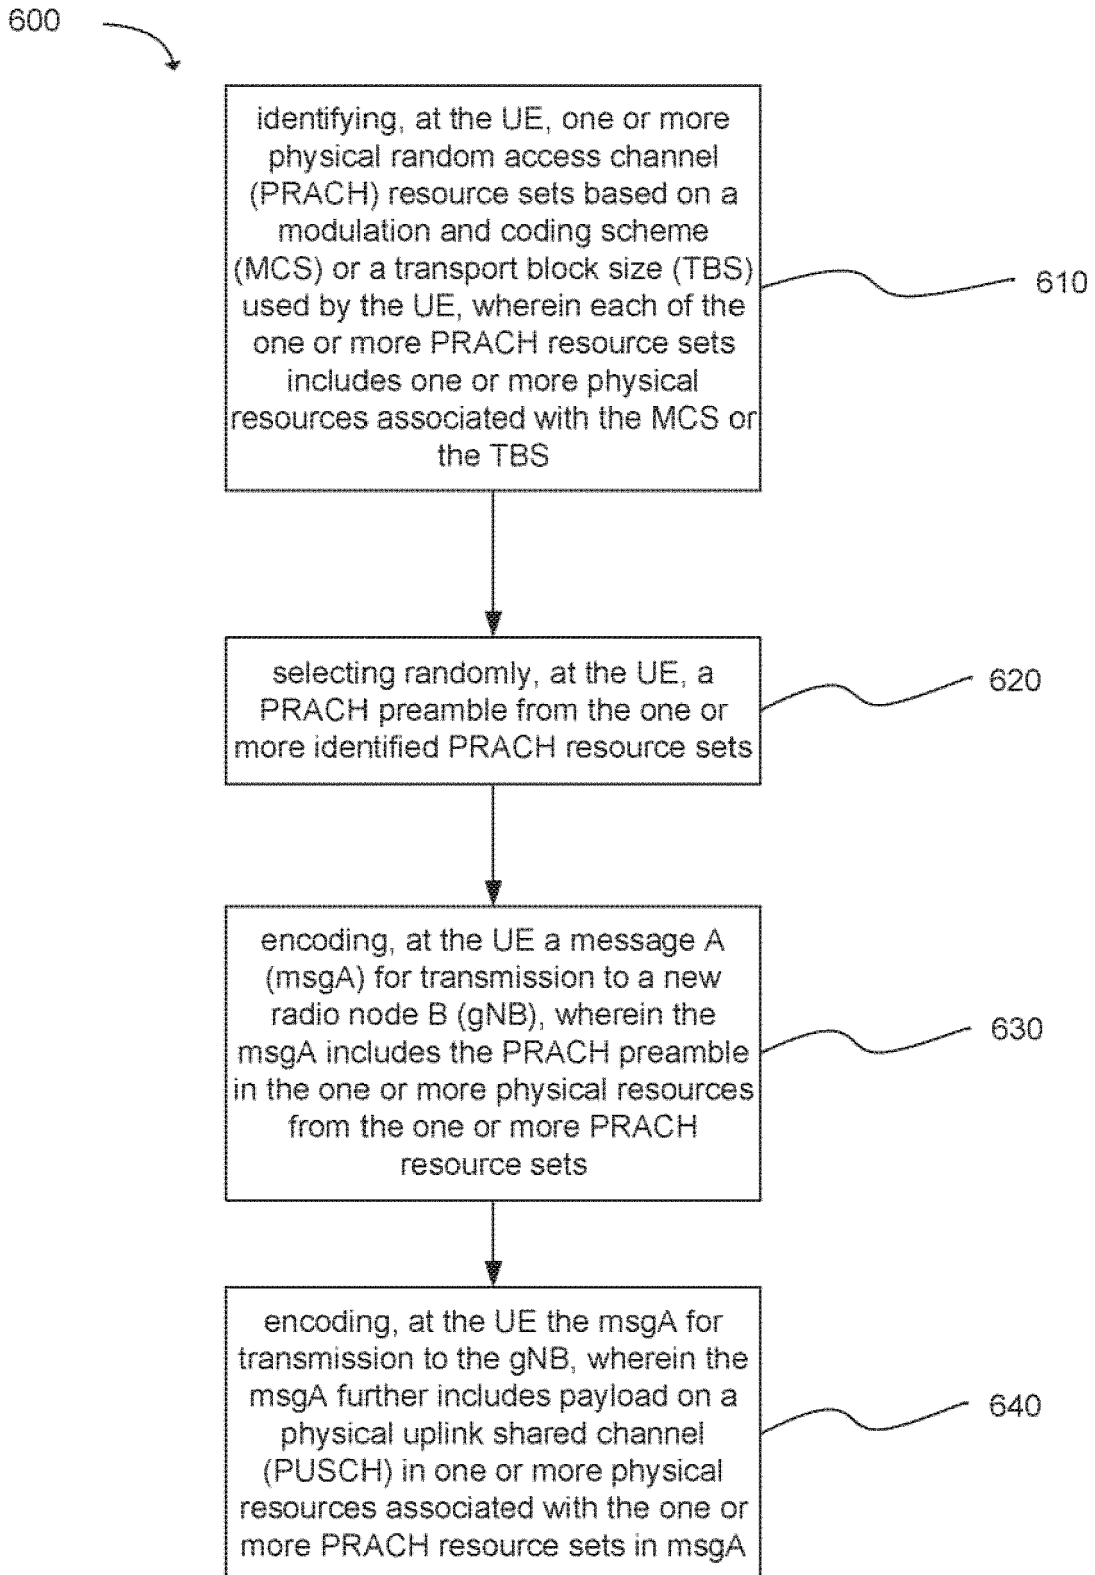 600
identifying, at the UE, one or more
physical random access channel
(PRACH) resource sets based on a
modulation and coding scheme
(MCS) or a transport block size (TBS)
used by the UE, wherein each of the
one or more PRACH resource sets
includes one or more physical
resources associated with the MCS or
the TBS
610
selecting randomly, at the UE, a
PRACH preamble from the one or
more identified PRACH resource sets
620
encoding, at the UE a message A
(msgA) for transmission to a new
radio node B (gNB), wherein the
msgA includes the PRACH preamble
in the one or more physical resources
from the one or more PRACH
resource sets
630
encoding, at the UE the msgA for
transmission to the gNB, wherein the
msgA further includes payload on a
physical uplink shared channel
(PUSCH) in one or more physical
resources associated with the one or
more PRACH resource sets in msgA
640